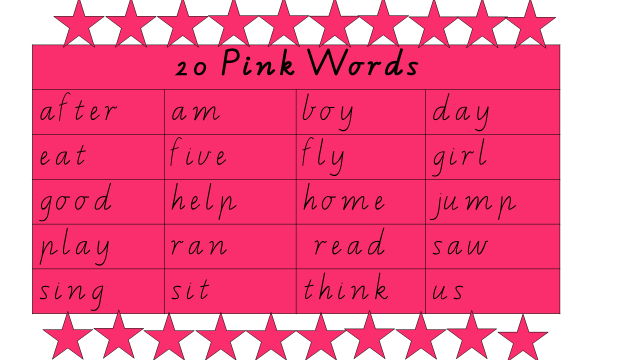 20 Pink Words
after am boy day
eat five fly girl
good help home jump
play ran read saw
sing sit think us